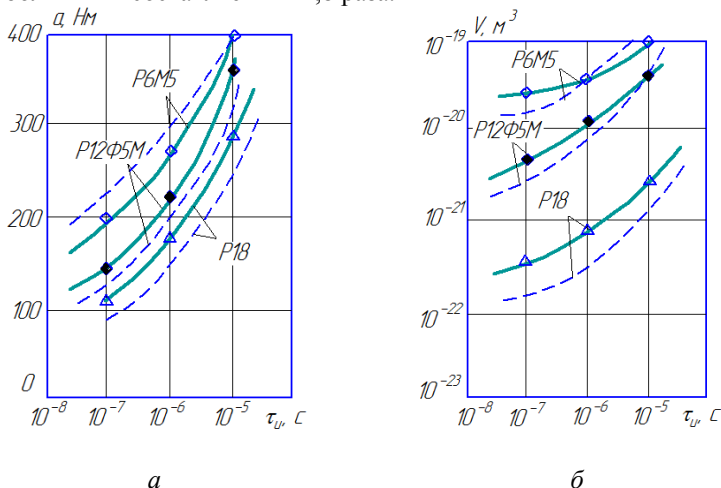 a, Нм
400
300
200
100
0
Р6М5
Р12Ф5М
Р18
10⁻⁸ 10⁻⁷ 10⁻⁶ 10⁻⁵ τᵤ, С
а
V, м³
10⁻¹⁹
10⁻²⁰
10⁻²¹
10⁻²²
10⁻²³
Р6М5
Р12Ф5М
Р18
10⁻⁸ 10⁻⁷ 10⁻⁶ 10⁻⁵ τᵤ, С
б